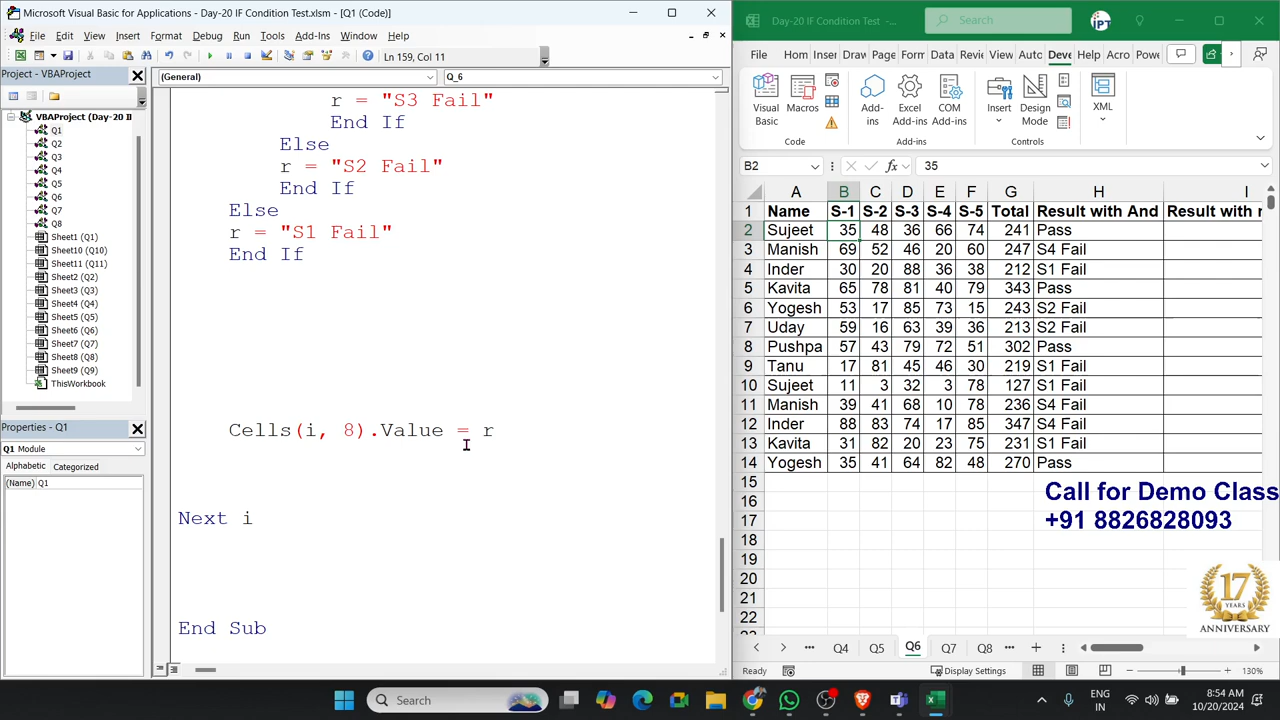 Microsoft Visual Basic for Applications - Day-20 IF Condition Test.xlsm - [Q1 (Code)]
File Edit View Insert Format Debug Run Tools Add-Ins Window Help
Ln 159, Col 11
Project - VBAProject
VBAProject (Day-20 II
Q1
Q2
Q3
Q4
Q5
Q6
Q7
Q8
Sheet1 (Q1)
Sheet10 (Q10)
Sheet11 (Q11)
Sheet2 (Q2)
Sheet3 (Q3)
Sheet4 (Q4)
Sheet5 (Q5)
Sheet6 (Q6)
Sheet7 (Q7)
Sheet8 (Q8)
Sheet9 (Q9)
ThisWorkbook
Properties - Q1
Q1 Module
Alphabetic Categorized
(Name) Q1
(General) Q_6
r = "S3 Fail"
End If
Else
r = "S2 Fail"
End If
Else
r = "S1 Fail"
End If
Cells(i, 8).Value = r
Next i
End Sub
Day-20 IF Condition Test -... Search IPT
File Hom Inser Draw Page Form Data Revie View Auto Deve Help Acro Powe
Visual Basic Macros Add-ins Excel Add-ins COM Add-ins Insert Design Mode XML
Code Add-ins Controls
B2 fx 35
A B C D E F G H I
1 Name S-1 S-2 S-3 S-4 S-5 Total Result with And Result with r
2 Sujeet 35 48 36 66 74 241 Pass
3 Manish 69 52 46 20 60 247 S4 Fail
4 Inder 30 20 88 36 38 212 S1 Fail
5 Kavita 65 78 81 40 79 343 Pass
6 Yogesh 53 17 85 73 15 243 S2 Fail
7 Uday 59 16 63 39 36 213 S2 Fail
8 Pushpa 57 43 79 72 51 302 Pass
9 Tanu 17 81 45 46 30 219 S1 Fail
10 Sujeet 11 3 32 3 78 127 S1 Fail
11 Manish 39 41 68 10 78 236 S4 Fail
12 Inder 88 83 74 17 85 347 S4 Fail
13 Kavita 31 82 20 23 75 231 S1 Fail
14 Yogesh 35 41 64 82 48 270 Pass
15
16
17
18
19
20
21
22
Call for Demo Class
+91 8826828093
17
YEARS
ANNIVERSARY
Q4 Q5 Q6 Q7 Q8
Ready Display Settings 130%
Search
ENG
IN
8:54 AM
10/20/2024